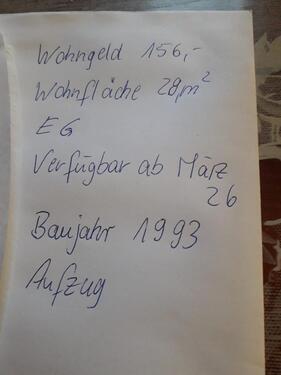 Wohngeld 156,-
Wohnfläche 28,m²
EG
Verfügbar ab März
26
Baujahr 1993
Aufzug